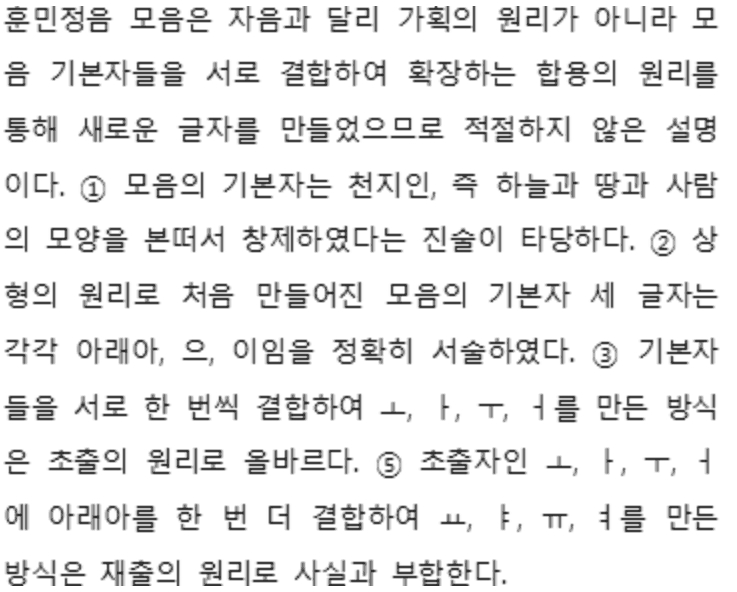 훈민정음 모음은 자음과 달리 가획의 원리가 아니라 모
음 기본자들을 서로 결합하여 확장하는 합용의 원리를
통해 새로운 글자를 만들었으므로 적절하지 않은 설명
이다. ① 모음의 기본자는 천지인, 즉 하늘과 땅과 사람
의 모양을 본떠서 창제하였다는 진술이 타당하다. ② 상
형의 원리로 처음 만들어진 모음의 기본자 세 글자는
각각 아래아, 으, 이임을 정확히 서술하였다. ③ 기본자
들을 서로 한 번씩 결합하여 ㅗ, ㅏ, ㅜ, ㅓ를 만든 방식
은 초출의 원리로 올바르다. ⑤ 초출자인 ㅗ, ㅏ, ㅜ, ㅓ
에 아래아를 한 번 더 결합하여 ㅛ, ㅑ, ㅠ, ㅕ를 만든
방식은 재출의 원리로 사실과 부합한다.